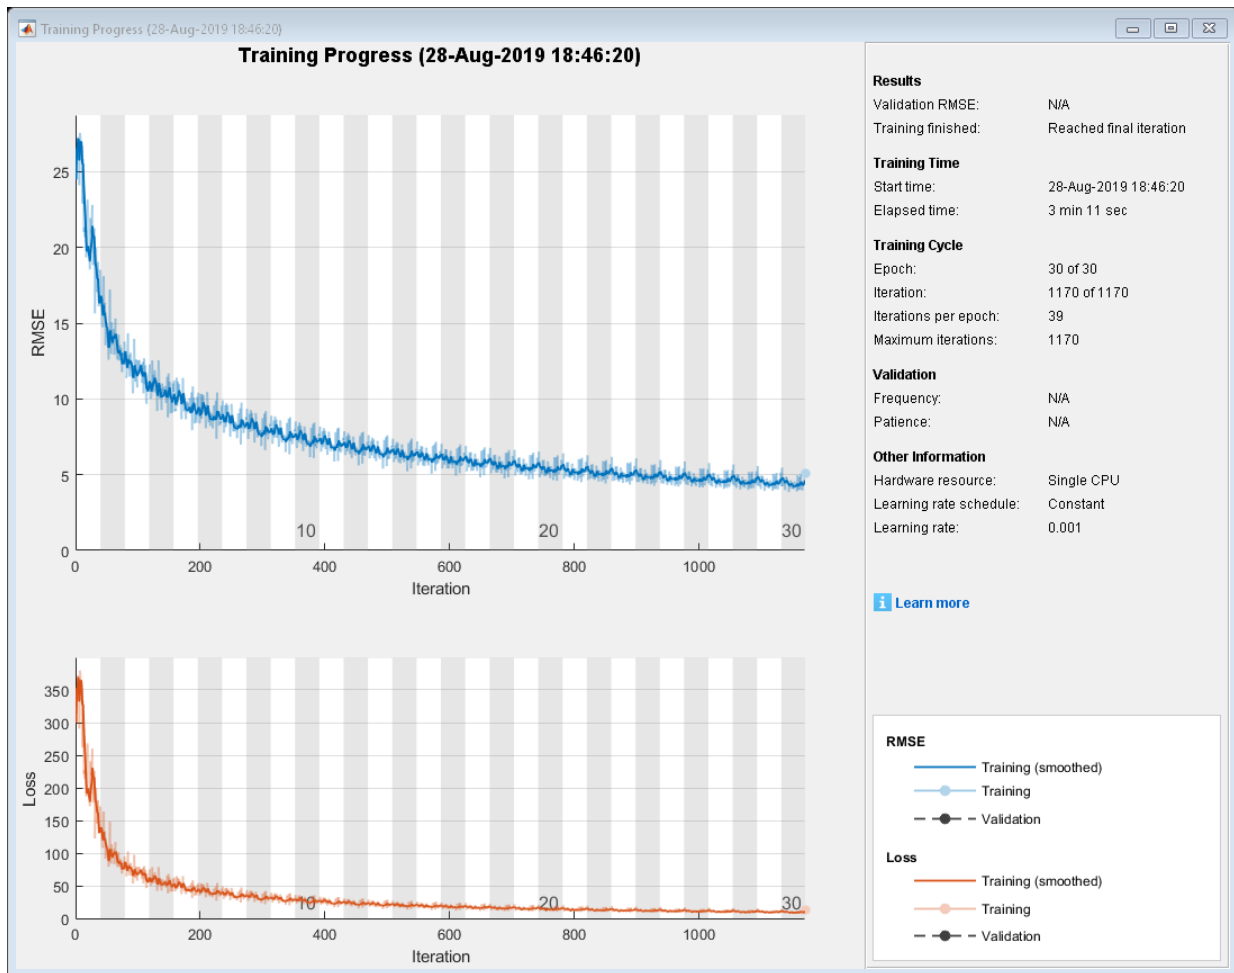 Training Progress (28-Aug-2019 18:46:20)
Training Progress (28-Aug-2019 18:46:20)
RMSE
25
20
15
10
5
0
10 20 30
0 200 400 600 800 1000
Iteration
Loss
350
300
250
200
150
100
50
0
10 20 30
0 200 400 600 800 1000
Iteration
Results
Validation RMSE: N/A
Training finished: Reached final iteration
Training Time
Start time: 28-Aug-2019 18:46:20
Elapsed time: 3 min 11 sec
Training Cycle
Epoch: 30 of 30
Iteration: 1170 of 1170
Iterations per epoch: 39
Maximum iterations: 1170
Validation
Frequency: N/A
Patience: N/A
Other Information
Hardware resource: Single CPU
Learning rate schedule: Constant
Learning rate: 0.001
i Learn more
RMSE
Training (smoothed)
Training
Validation
Loss
Training (smoothed)
Training
Validation